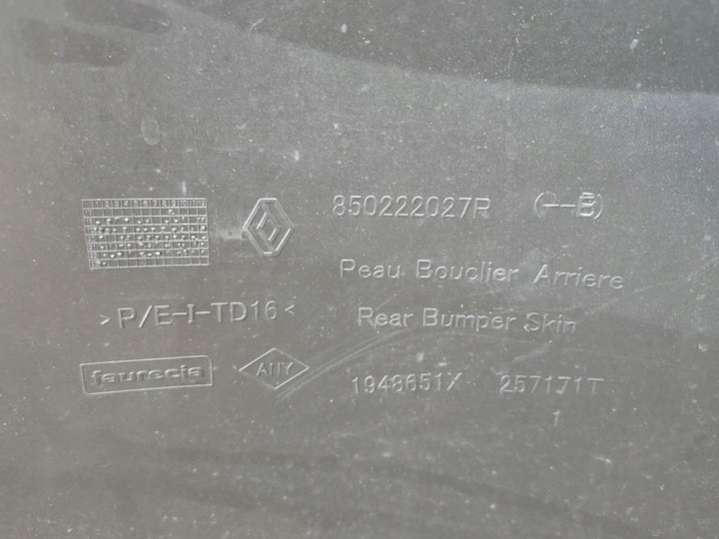 850222027R (--B)
Peau Bouclier Arriere
>P/E-I-TD16<
Rear Bumper Skin
faurecia
ANY
1948651X 257171T
1